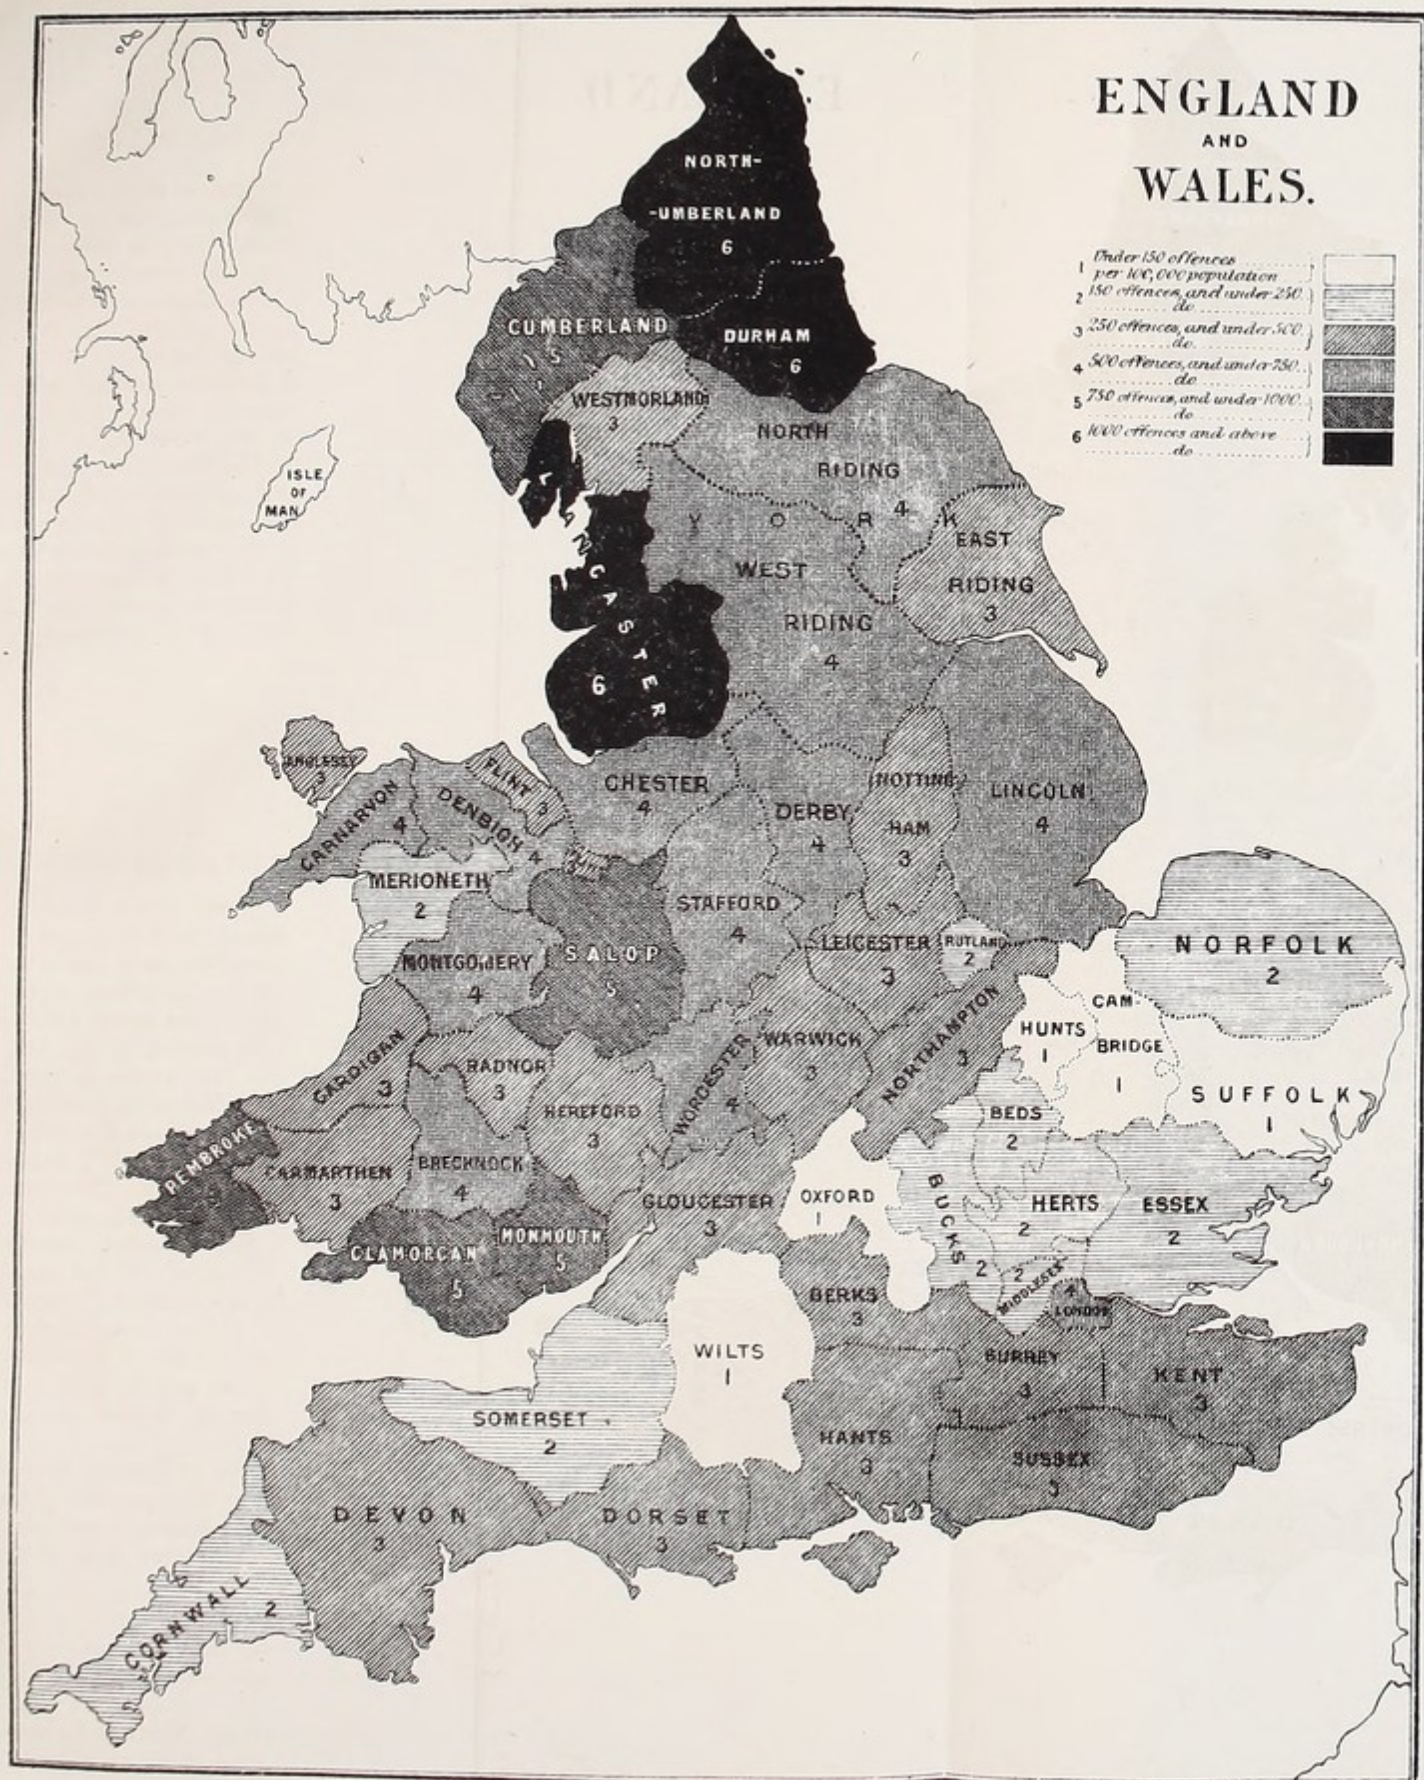 ENGLAND
AND
WALES.
1 Under 150 offences
per 100,000 population
2 150 offences, and under 250.
do
3 250 offences, and under 500.
do.
4 500 offences, and under 750.
do
5 750 offences, and under 1000.
do
6 1000 offences and above
do
NORTH-
-UMBERLAND
6
CUMBERLAND
5
DURHAM
6
WESTMORLAND
3
NORTH
RIDING
4
ISLE
OF
MAN
LANCASTER
6
YORK
EAST
RIDING
3
WEST
RIDING
4
ANGLESEY
3
CARNARVON
4
DENBIGH
4
FLINT
3
FLINT
CHESTER
4
DERBY
4
NOTTING
HAM
3
LINCOLN
4
MERIONETH
2
STAFFORD
4
SALOP
5
MONTGOMERY
4
LEICESTER
3
RUTLAND
2
NORFOLK
2
CARDIGAN
3
RADNOR
3
HEREFORD
3
WORCESTER
4
WARWICK
3
NORTHAMPTON
3
HUNTS
1
CAM-
BRIDGE
1
SUFFOLK
1
PEMBROKE
CARMARTHEN
3
BRECKNOCK
4
BEDS
2
GLAMORGAN
5
MONMOUTH
5
GLOUCESTER
3
OXFORD
1
BUCKS
2
HERTS
2
ESSEX
2
MIDDLESEX
2
LONDON
4
BERKS
3
WILTS
1
SURREY
3
KENT
3
SOMERSET
2
HANTS
3
SUSSEX
3
DEVON
3
DORSET
3
CORNWALL
2